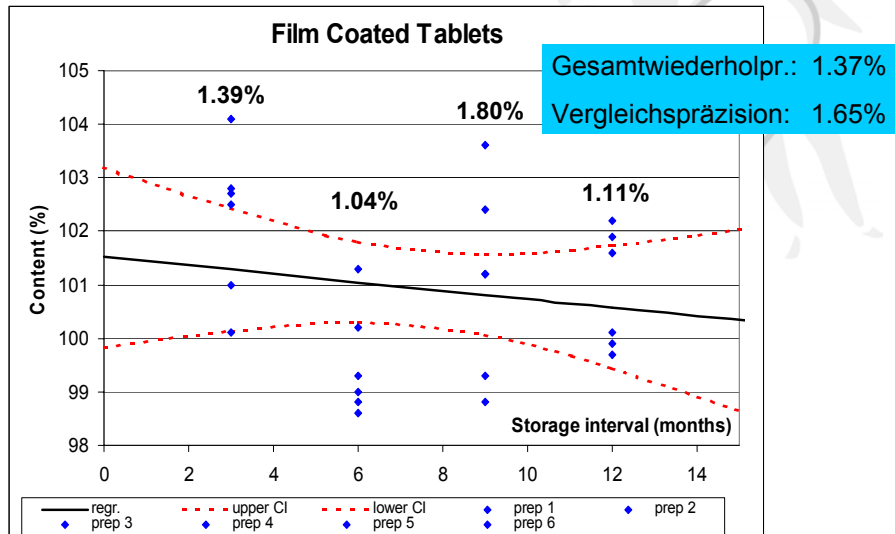 Film Coated Tablets
Gesamtwiederholpr.: 1.37%
Vergleichspräzision: 1.65%
105
104
103
102
101
100
99
98
Content (%)
1.39%
1.80%
1.04%
1.11%
Storage interval (months)
0 2 4 6 8 10 12 14
regr. upper CI lower CI prep 1 prep 2
prep 3 prep 4 prep 5 prep 6